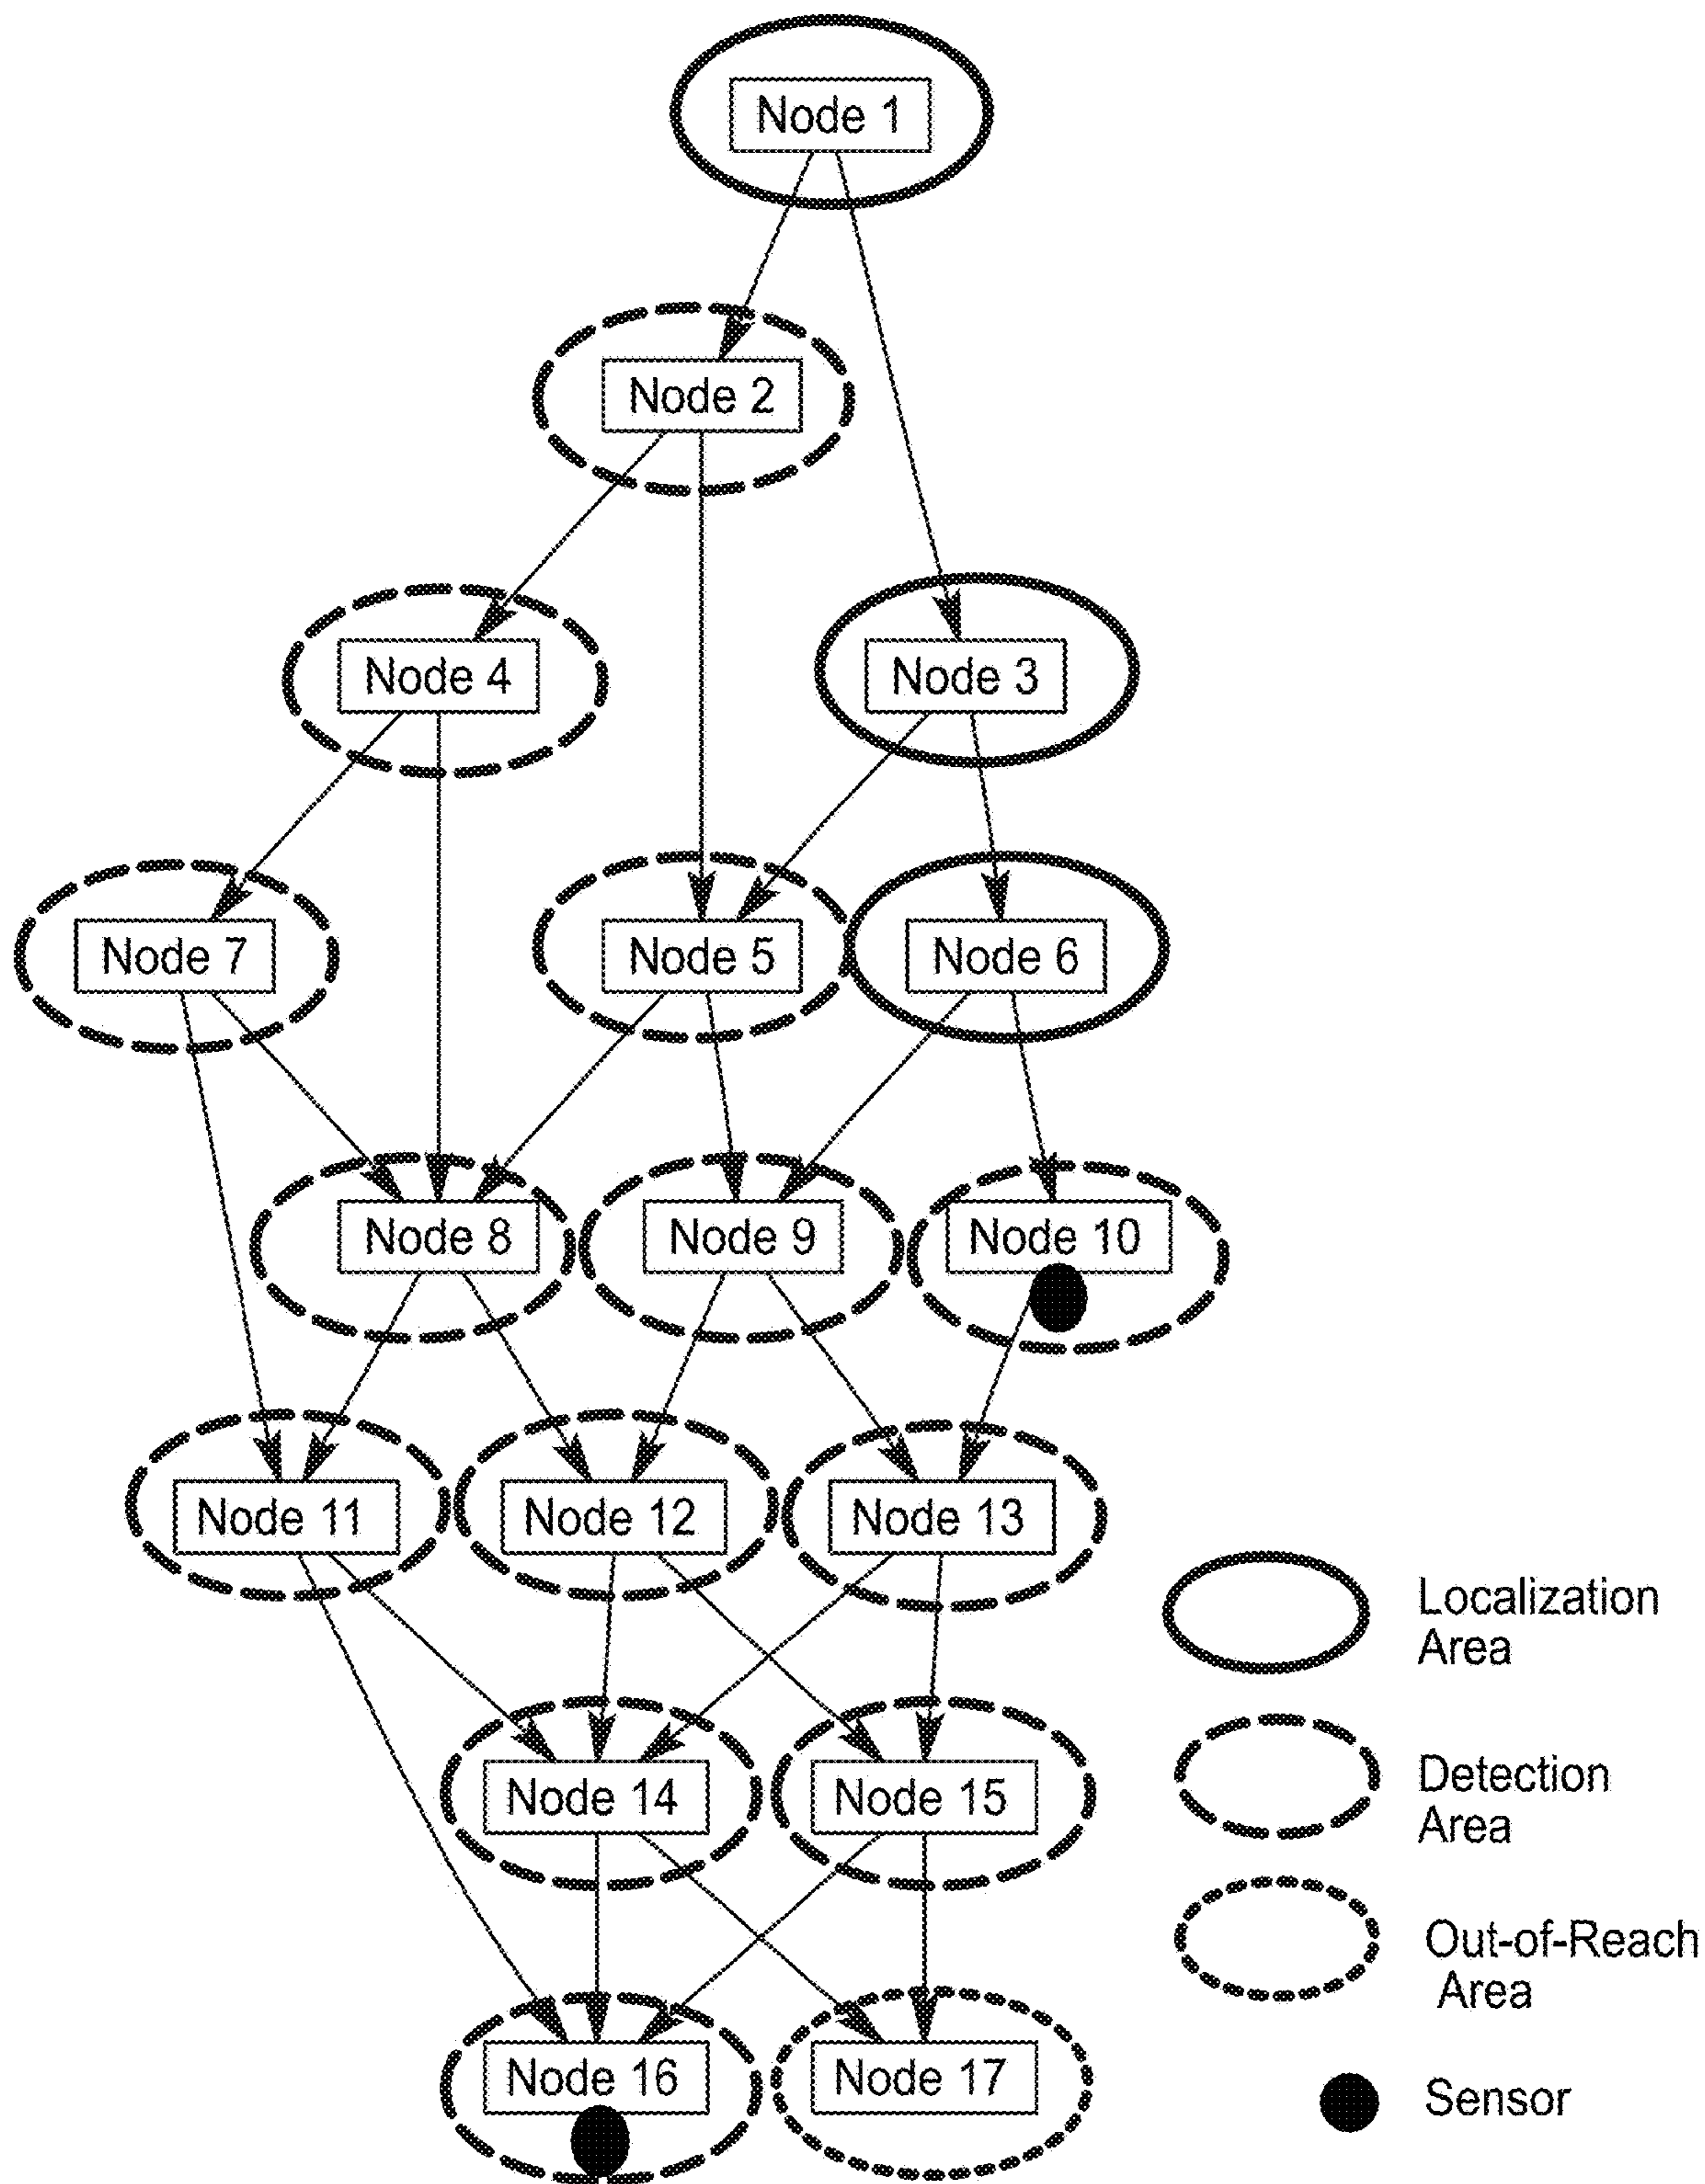 Node 1
Node 2
Node 4
Node 3
Node 7
Node 5
Node 6
Node 8
Node 9
Node 10
Node 11
Node 12
Node 13
Localization
Area
Node 14
Node 15
Detection
Area
Out-of-Reach
Area
Node 16
Node 17
Sensor